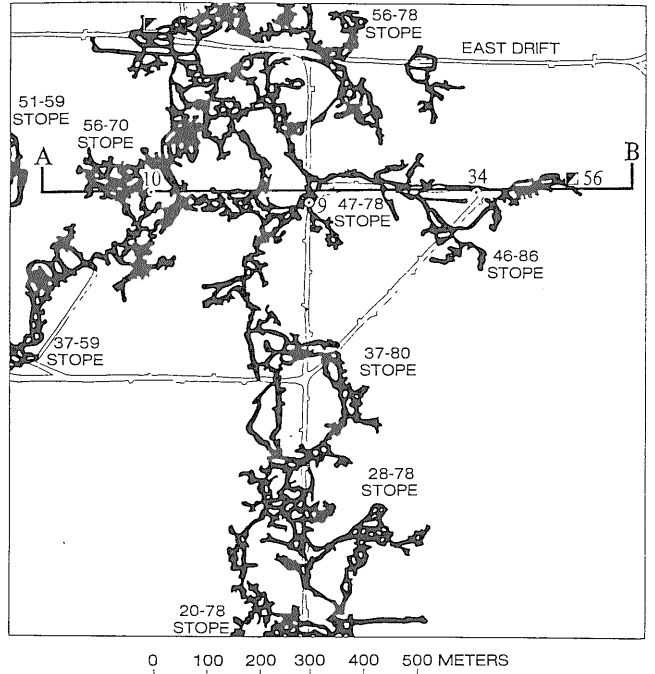 56-78
STOPE
EAST DRIFT
51-59
STOPE
56-70
STOPE
A
B
10
34
56
9
47-78
STOPE
46-86
STOPE
37-59
STOPE
37-80
STOPE
28-78
STOPE
20-78
STOPE
0 100 200 300 400 500 METERS